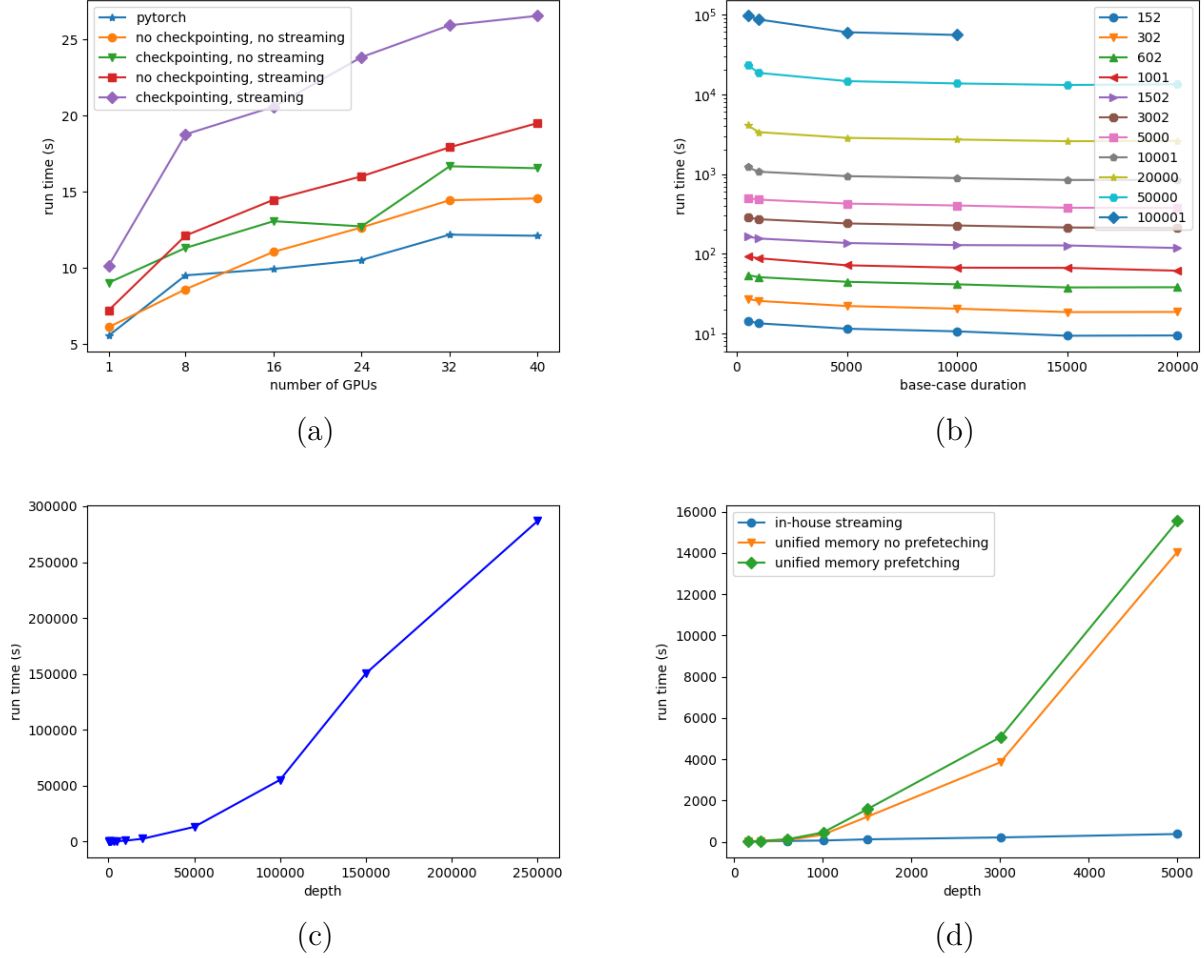 pytorch
no checkpointing, no streaming
checkpointing, no streaming
no checkpointing, streaming
checkpointing, streaming
25
20
15
10
5
run time (s)
1 8 16 24 32 40
number of GPUs
(a)
152
302
602
1001
1502
3002
5000
10001
20000
50000
100001
10^5
10^4
10^3
10^2
10^1
run time (s)
0 5000 10000 15000 20000
base-case duration
(b)
300000
250000
200000
150000
100000
50000
0
run time (s)
0 50000 100000 150000 200000 250000
depth
(c)
in-house streaming
unified memory no prefeteching
unified memory prefetching
16000
14000
12000
10000
8000
6000
4000
2000
0
run time (s)
0 1000 2000 3000 4000 5000
depth
(d)